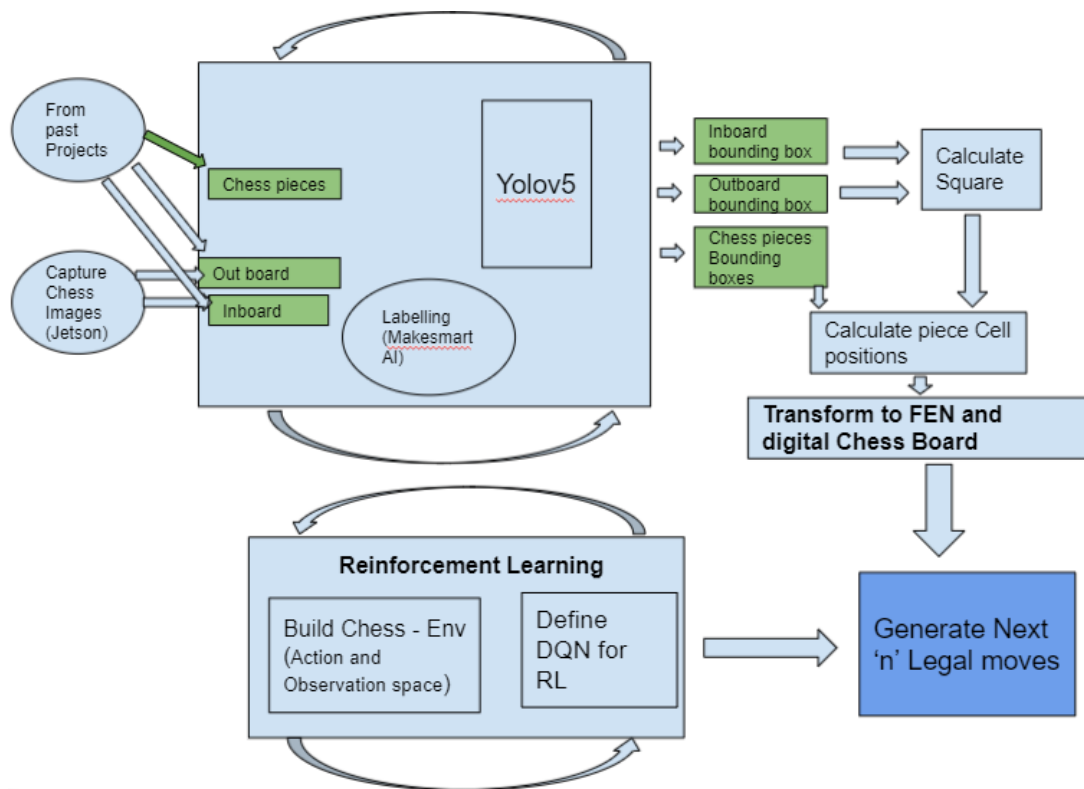 From
past
Projects
Chess pieces
Yolov5
Out board
Inboard
Capture
Chess
Images
(Jetson)
Labelling
(Makesmart
AI)
Inboard
bounding box
Outboard
bounding box
Chess pieces
Bounding
boxes
Calculate
Square
Calculate piece Cell
positions
Transform to FEN and
digital Chess Board
Reinforcement Learning
Build Chess - Env
(Action and
Observation space)
Define
DQN for
RL
Generate Next
‘n’ Legal moves